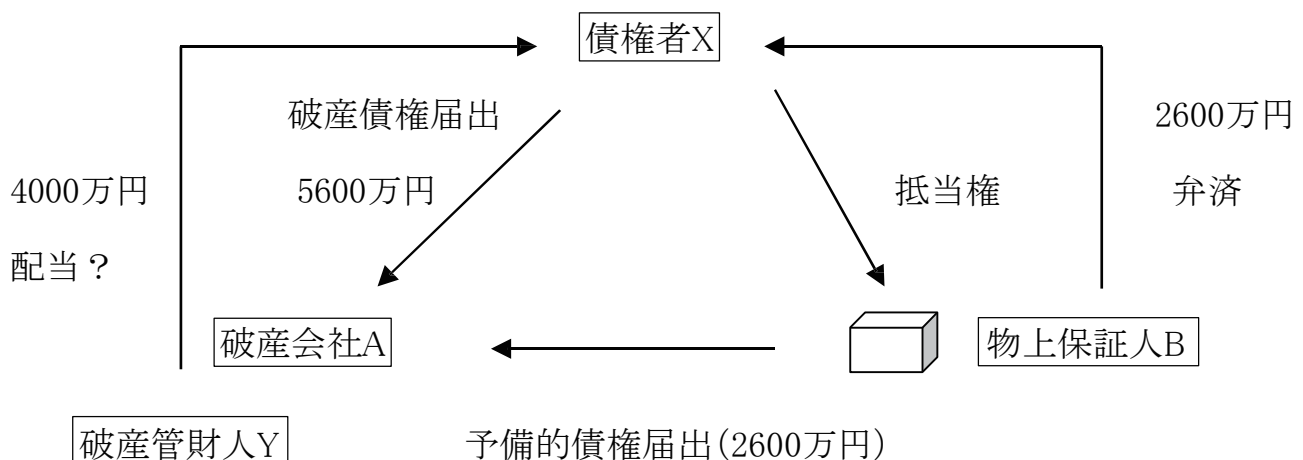 債権者X
破産債権届出
2600万円
4000万円
5600万円
抵当権
弁済
配当？
破産会社A
物上保証人B
破産管財人Y
予備的債権届出(2600万円)